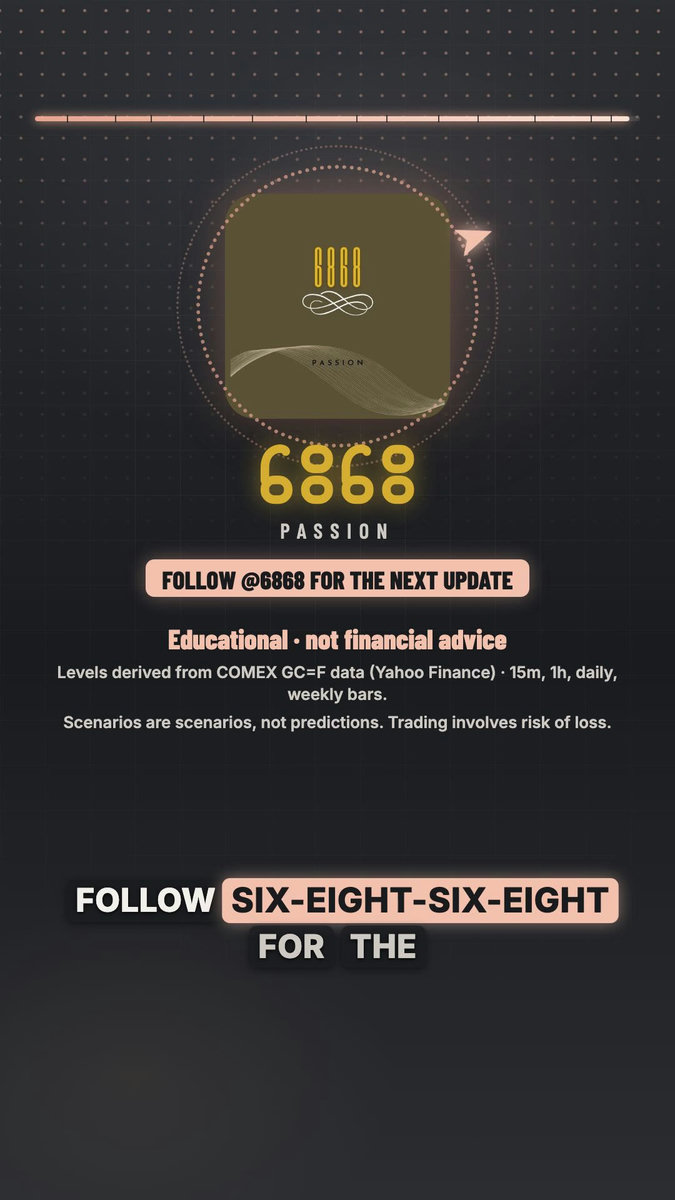 6868
PASSION
6868
PASSION
FOLLOW @6868 FOR THE NEXT UPDATE
Educational · not financial advice
Levels derived from COMEX GC=F data (Yahoo Finance) · 15m, 1h, daily,
weekly bars.
Scenarios are scenarios, not predictions. Trading involves risk of loss.
FOLLOW SIX-EIGHT-SIX-EIGHT
FOR THE